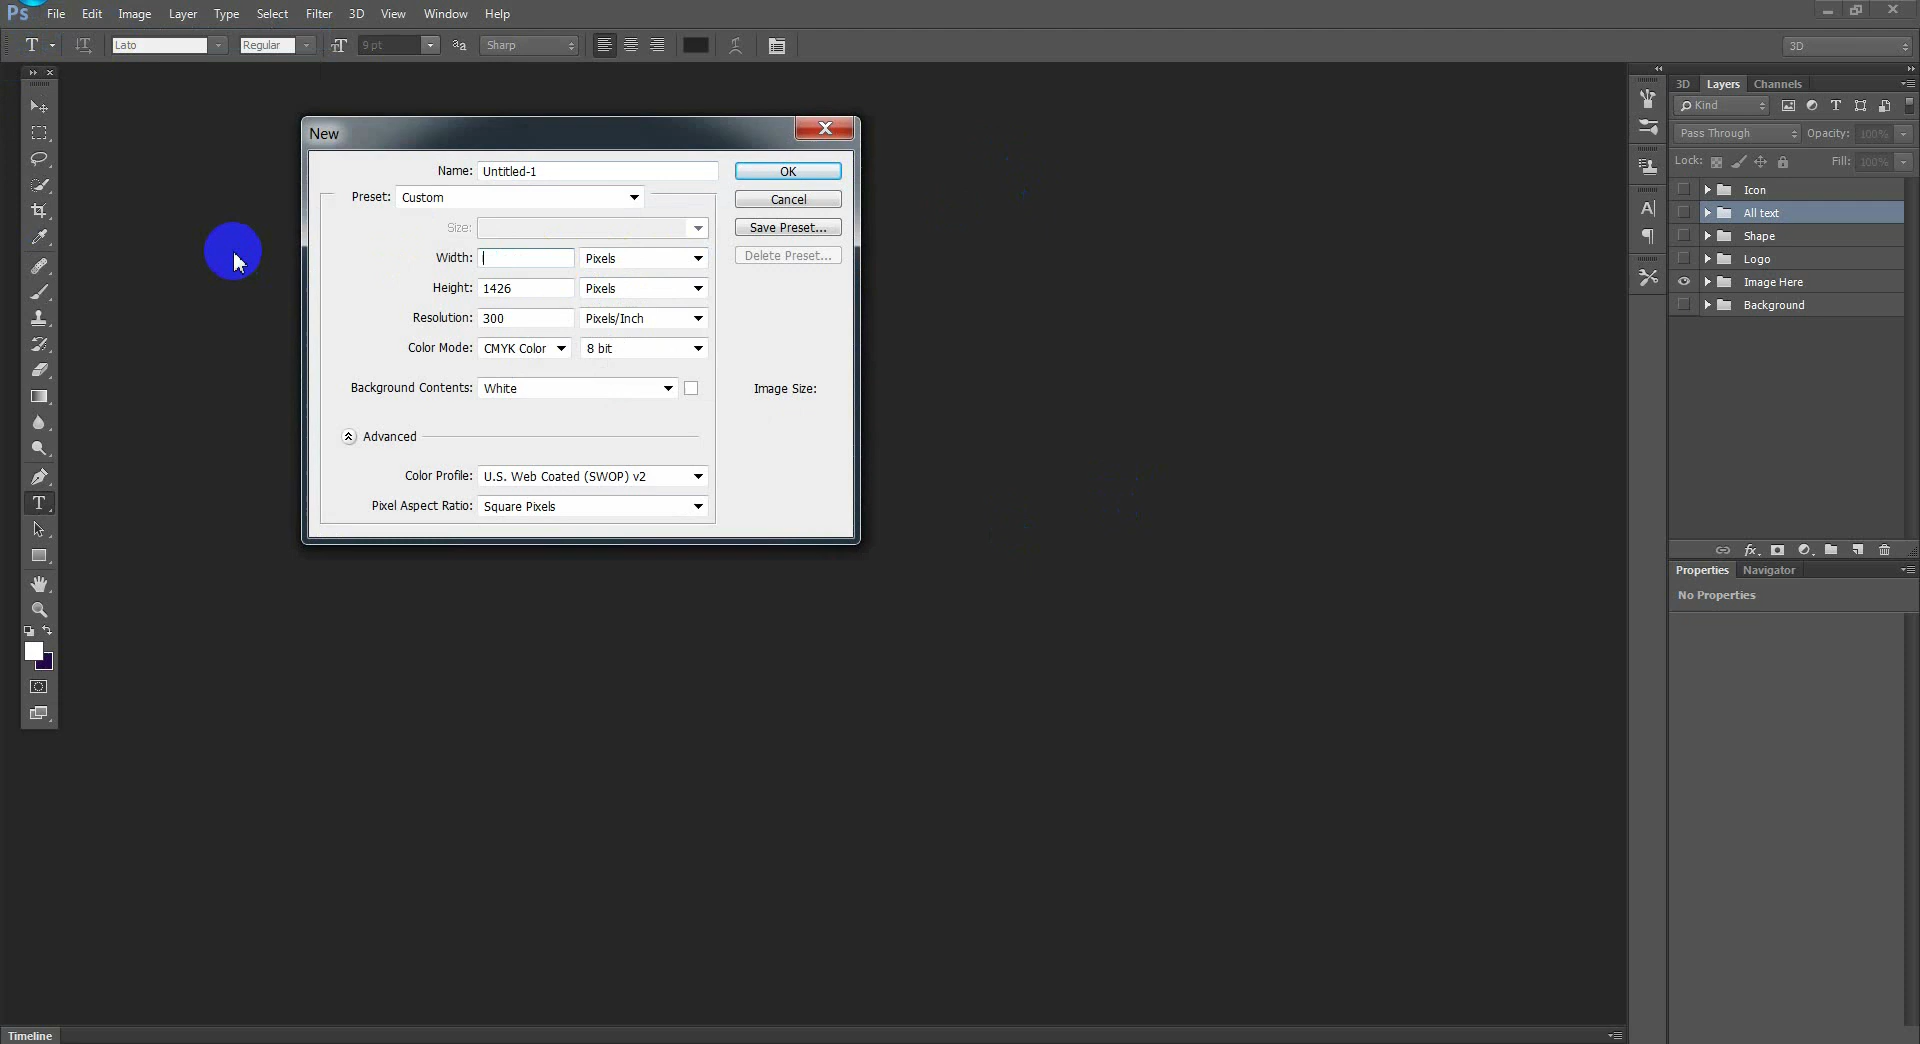 Ps File Edit Image Layer Type Select Filter 3D View Window Help
T Lato Regular 9 pt aa Sharp 3D
New
Name: Untitled-1 OK
Preset: Custom Cancel
Size: Save Preset...
Width: Pixels Delete Preset...
Height: 1426 Pixels
Resolution: 300 Pixels/Inch
Color Mode: CMYK Color 8 bit
Background Contents: White Image Size:
Advanced
Color Profile: U.S. Web Coated (SWOP) v2
Pixel Aspect Ratio: Square Pixels
3D Layers Channels
Kind
Pass Through Opacity: 100%
Lock: Fill: 100%
Icon
All text
Shape
Logo
Image Here
Background
fx
Properties Navigator
No Properties
Timeline